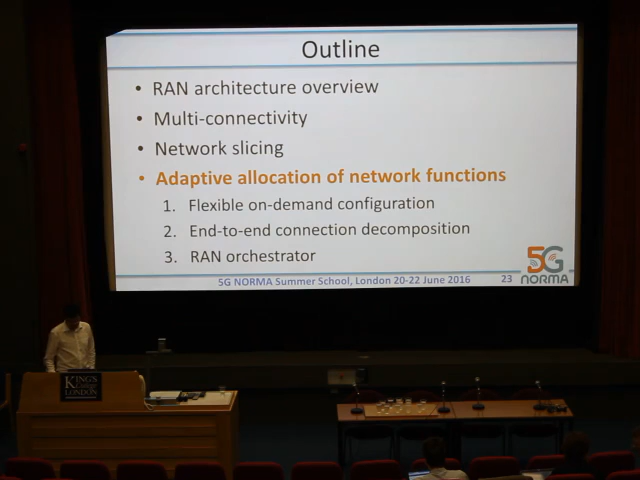 Outline
• RAN architecture overview
• Multi-connectivity
• Network slicing
• Adaptive allocation of network functions
1. Flexible on-demand configuration
2. End-to-end connection decomposition
3. RAN orchestrator
5G NORMA Summer School, London 20-22 June 2016
23
5G
NORMA
KING'S
College
LONDON